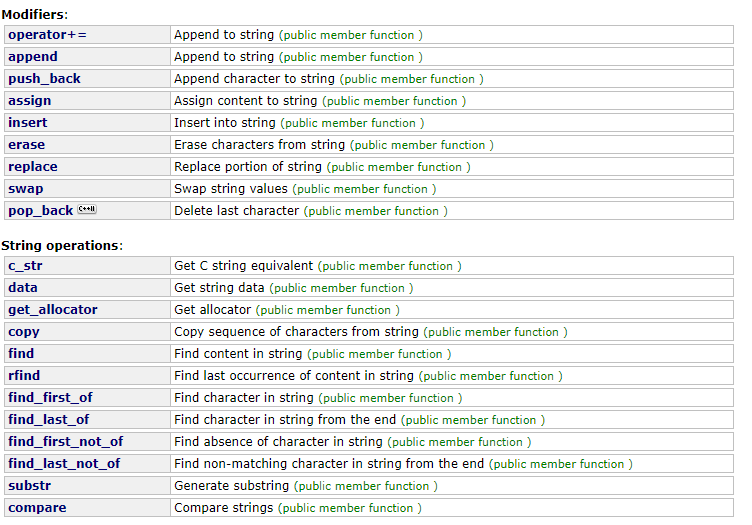 Modifiers:
operator+= Append to string (public member function )
append Append to string (public member function )
push_back Append character to string (public member function )
assign Assign content to string (public member function )
insert Insert into string (public member function )
erase Erase characters from string (public member function )
replace Replace portion of string (public member function )
swap Swap string values (public member function )
pop_back C++11 Delete last character (public member function )
String operations:
c_str Get C string equivalent (public member function )
data Get string data (public member function )
get_allocator Get allocator (public member function )
copy Copy sequence of characters from string (public member function )
find Find content in string (public member function )
rfind Find last occurrence of content in string (public member function )
find_first_of Find character in string (public member function )
find_last_of Find character in string from the end (public member function )
find_first_not_of Find absence of character in string (public member function )
find_last_not_of Find non-matching character in string from the end (public member function )
substr Generate substring (public member function )
compare Compare strings (public member function )